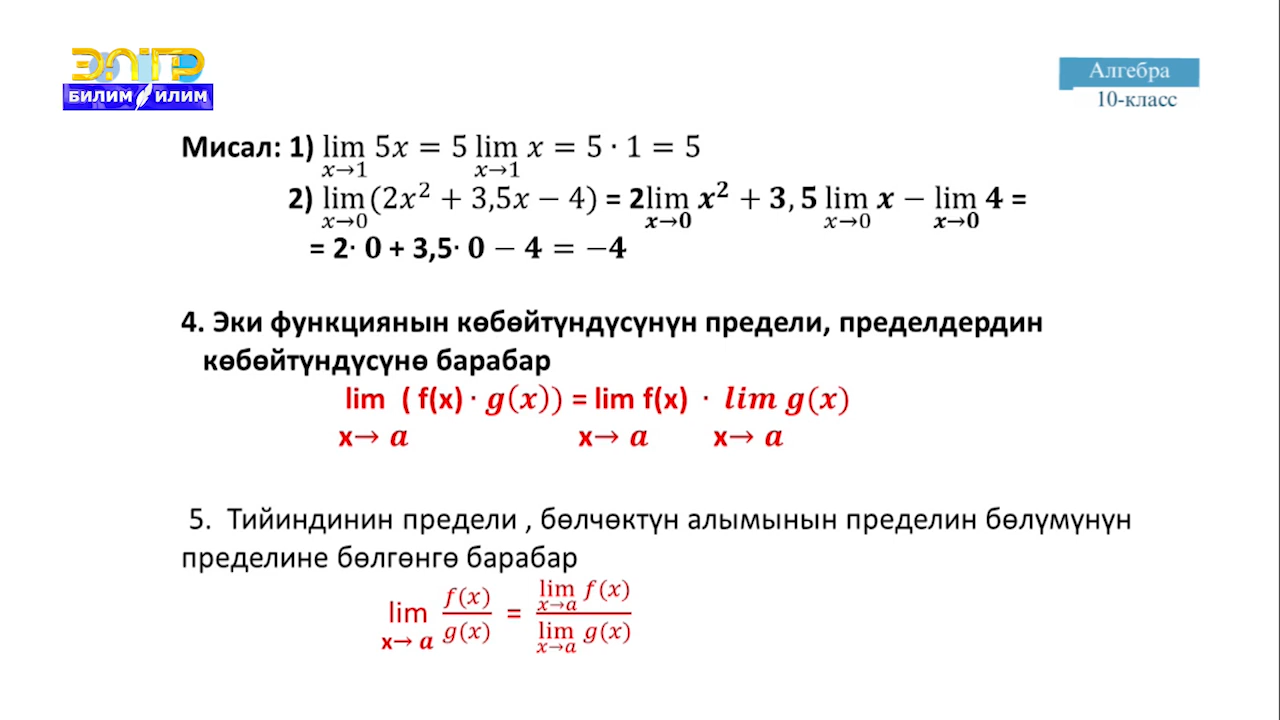 ЭЛТР
БИЛИМ ИЛИМ
Алгебра
10-класс
Мисал: 1) lim 5x = 5 lim x = 5 · 1 = 5
x→1 x→1
2) lim (2x² + 3,5x − 4) = 2lim x² + 3, 5 lim x − lim 4 =
x→0 x→0 x→0 x→0
= 2· 0 + 3,5· 0 − 4 = −4
4. Эки функциянын көбөйтүндүсүнүн предели, пределдердин
көбөйтүндүсүнө барабар
lim ( f(x) · g(x)) = lim f(x) · lim g(x)
x→ a x→ a x→ a
5. Тийиндинин предели , бөлчөктүн алымынын пределин бөлүмүнүн
пределине бөлгөнгө барабар
lim f(x)/g(x) = lim f(x) / lim g(x)
x→ a x→a x→a